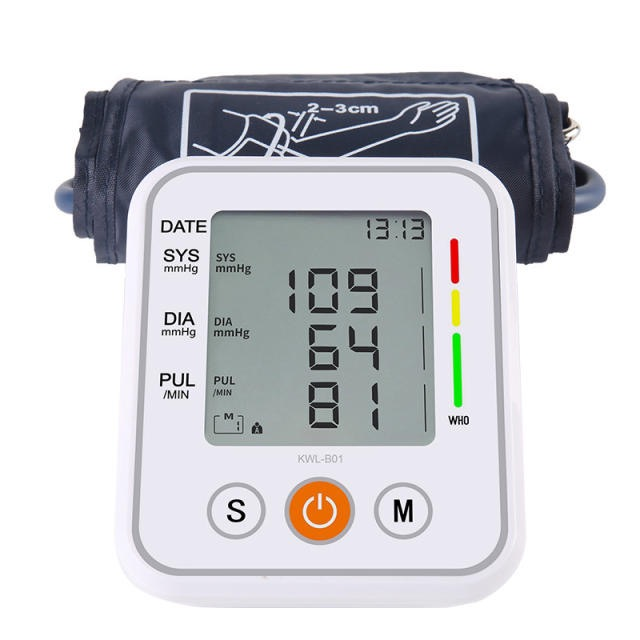 2-3cm
DATE
13:13
SYS
mmHg
SYS
mmHg
109
DIA
mmHg
DIA
mmHg
64
PUL
/MIN
PUL
/MIN
81
M
1
WHO
KWL-B01
S
M